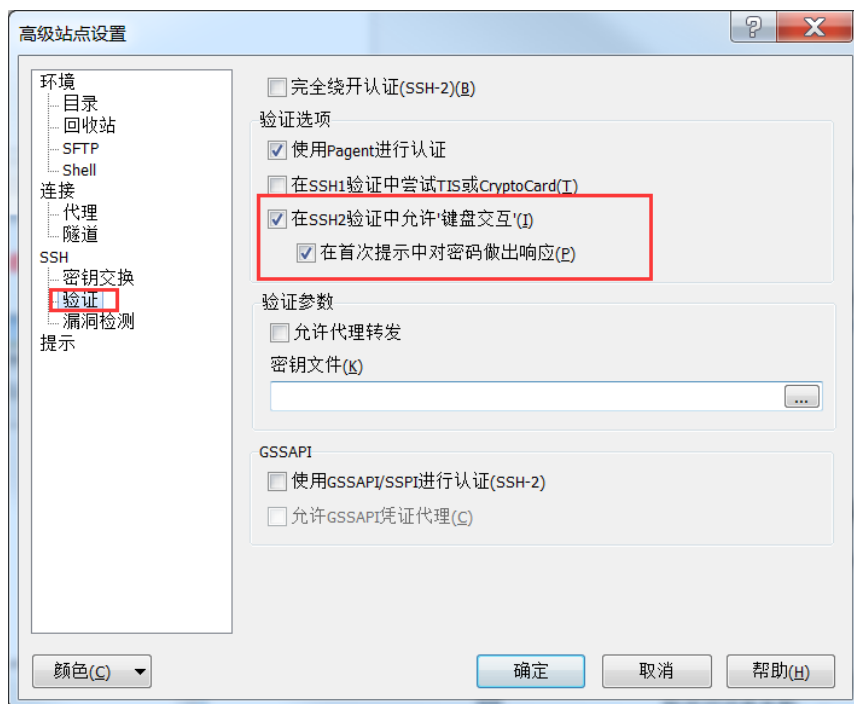 高级站点设置
环境
目录
回收站
SFTP
Shell
连接
代理
隧道
SSH
密钥交换
验证
漏洞检测
提示
完全绕开认证(SSH-2)(B)
验证选项
使用Pagent进行认证
在SSH1验证中尝试TIS或CryptoCard(T)
在SSH2验证中允许'键盘交互'(I)
在首次提示中对密码做出响应(P)
验证参数
允许代理转发
密钥文件(K)
...
GSSAPI
使用GSSAPI/SSPI进行认证(SSH-2)
允许GSSAPI凭证代理(C)
颜色(C)
确定
取消
帮助(H)